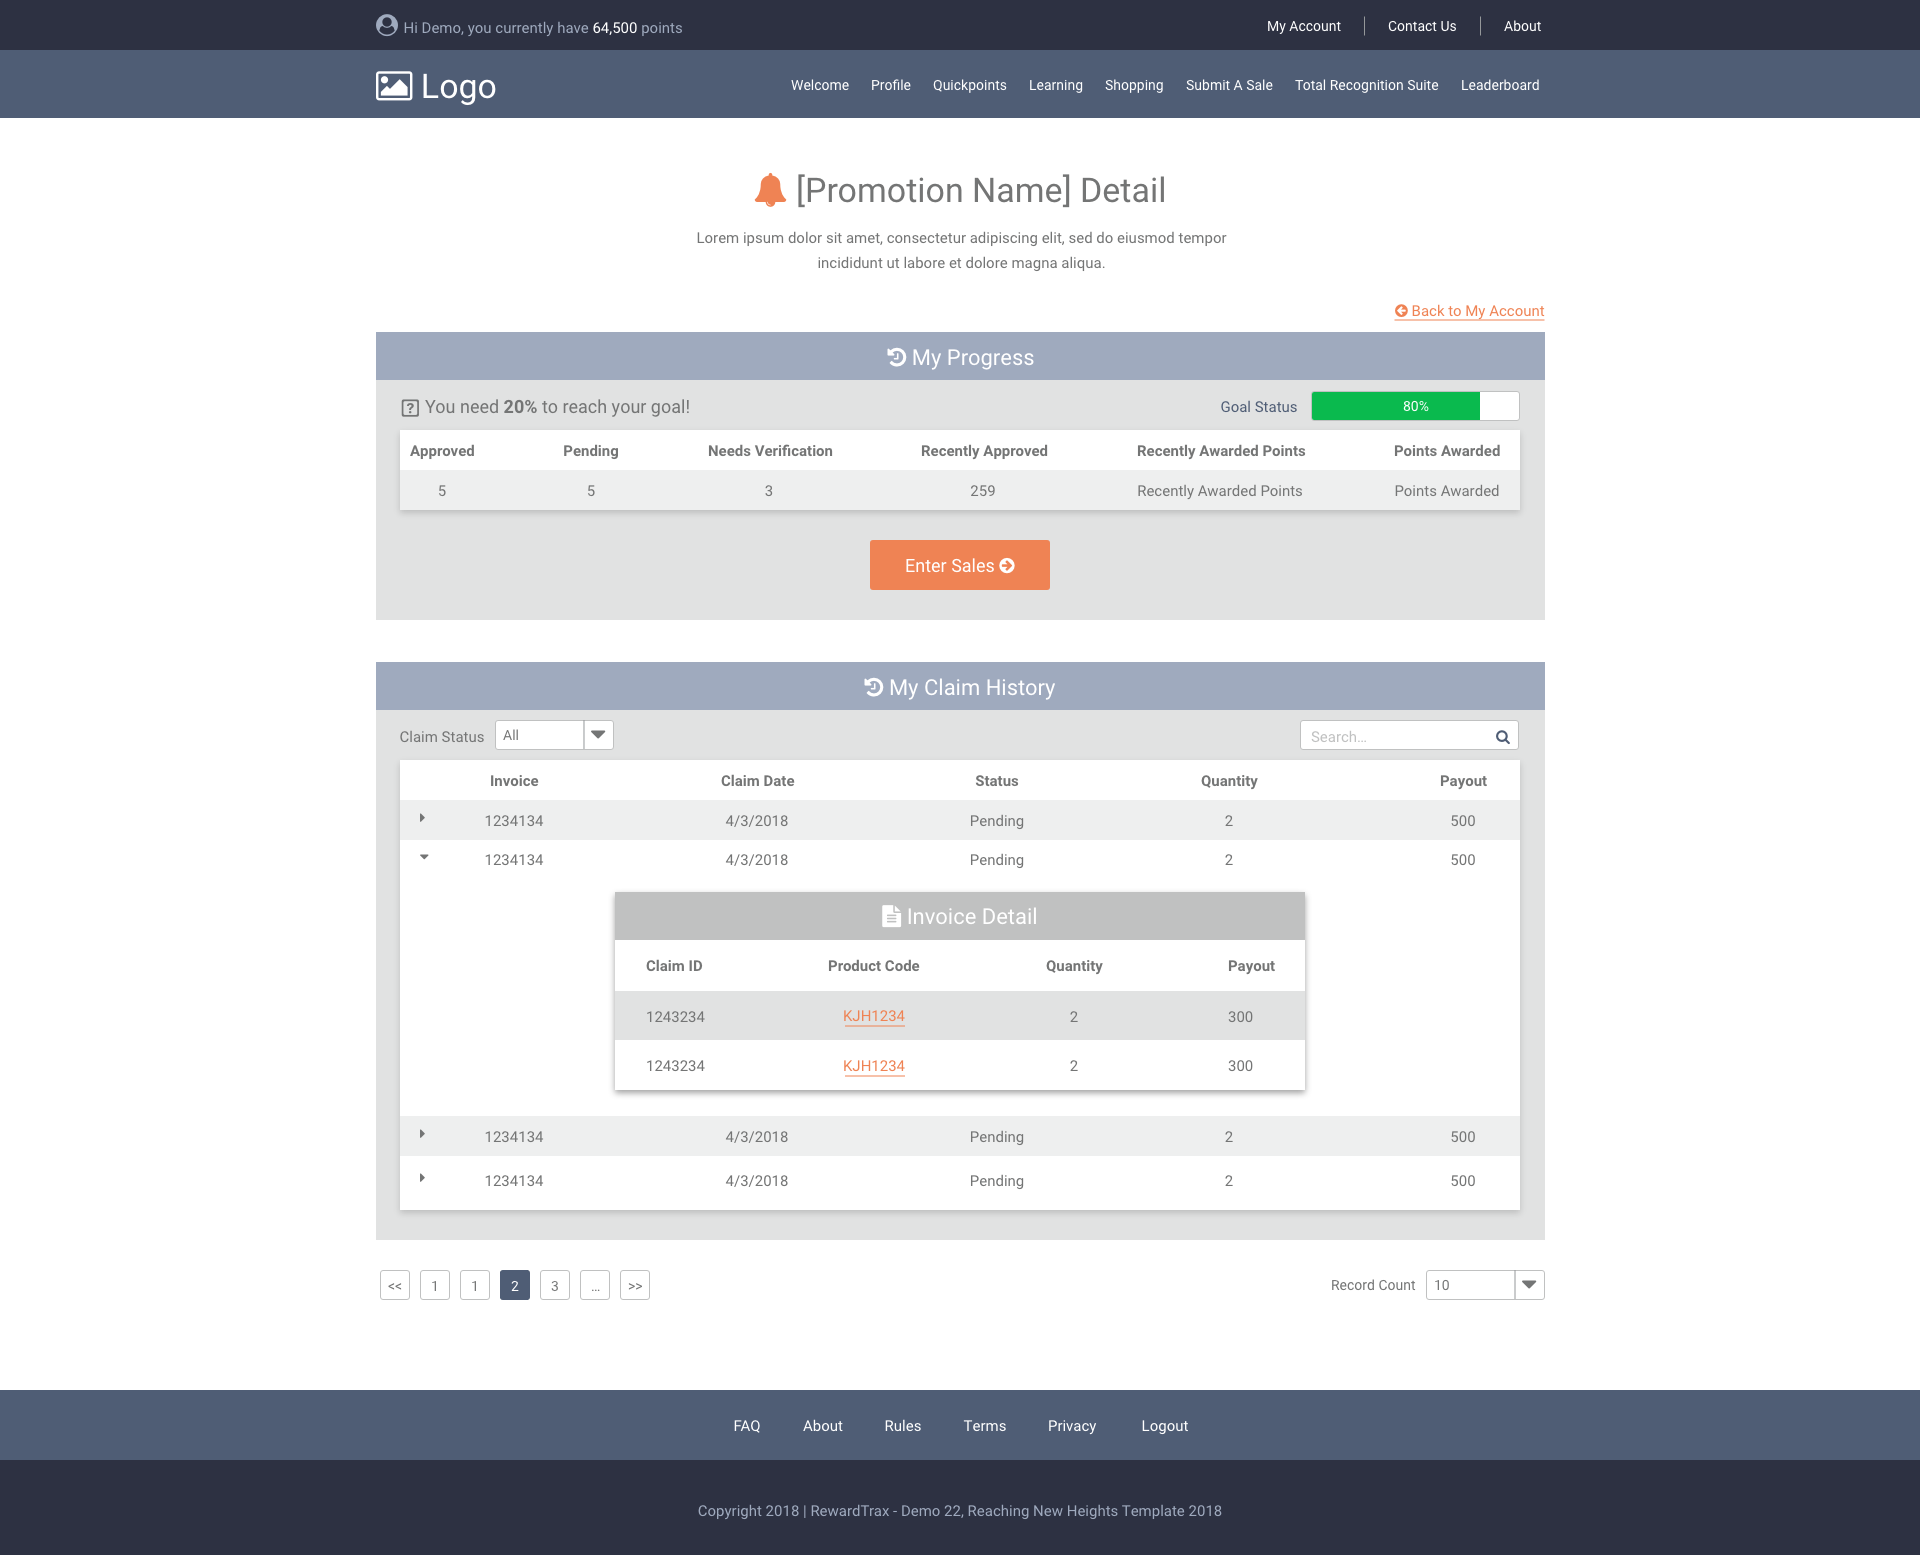 Hi Demo, you currently have 64,500 points
My Account | Contact Us | About
Logo
Welcome Profile Quickpoints Learning Shopping Submit A Sale Total Recognition Suite Leaderboard
[Promotion Name] Detail
Lorem ipsum dolor sit amet, consectetur adipiscing elit, sed do eiusmod tempor
incididunt ut labore et dolore magna aliqua.
Back to My Account
My Progress
You need 20% to reach your goal!
Goal Status 80%
Approved Pending Needs Verification Recently Approved Recently Awarded Points Points Awarded
5 5 3 259 Recently Awarded Points Points Awarded
Enter Sales
My Claim History
Claim Status All
Search...
Invoice Claim Date Status Quantity Payout
1234134 4/3/2018 Pending 2 500
1234134 4/3/2018 Pending 2 500
Invoice Detail
Claim ID Product Code Quantity Payout
1243234 KJH1234 2 300
1243234 KJH1234 2 300
1234134 4/3/2018 Pending 2 500
1234134 4/3/2018 Pending 2 500
<< 1 1 2 3 ... >>
Record Count 10
FAQ About Rules Terms Privacy Logout
Copyright 2018 | RewardTrax - Demo 22, Reaching New Heights Template 2018